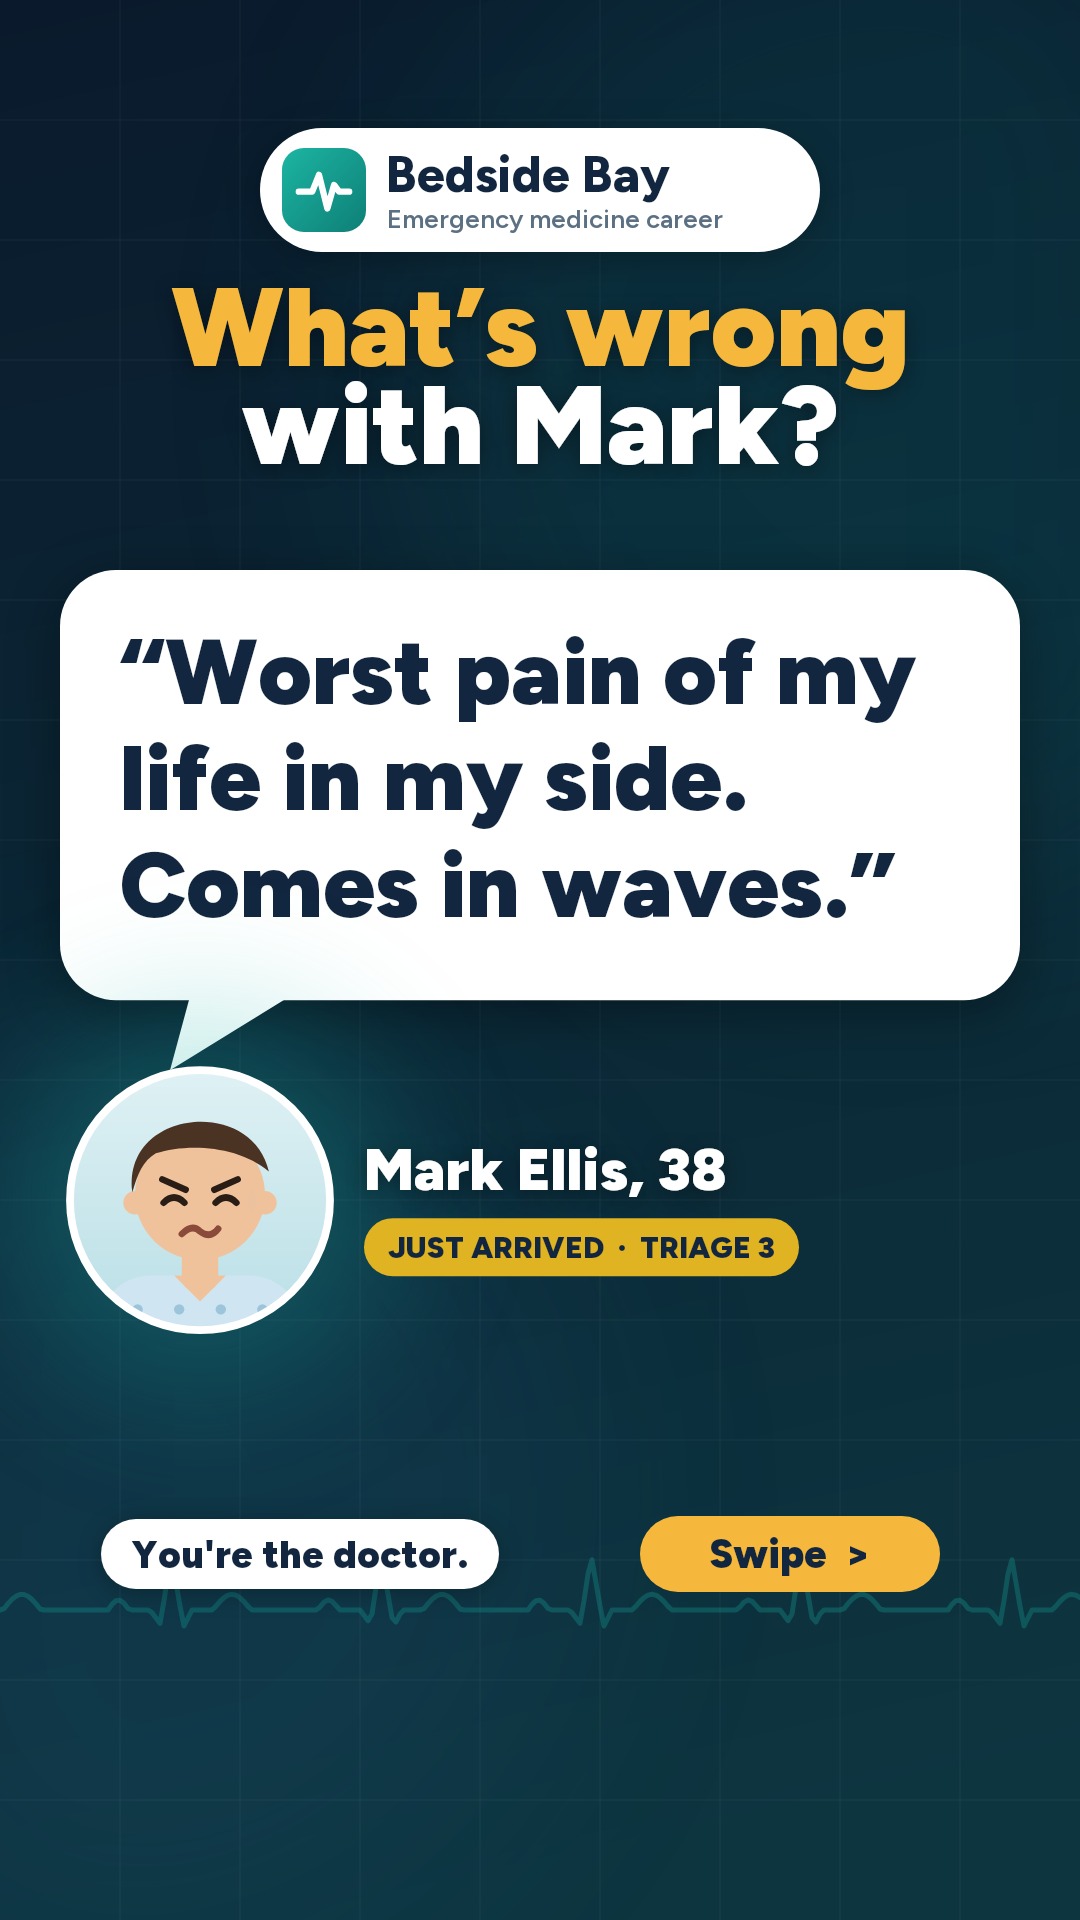 Bedside Bay
Emergency medicine career
What’s wrong
with Mark?
“Worst pain of my
life in my side.
Comes in waves.”
Mark Ellis, 38
JUST ARRIVED · TRIAGE 3
You're the doctor.
Swipe >